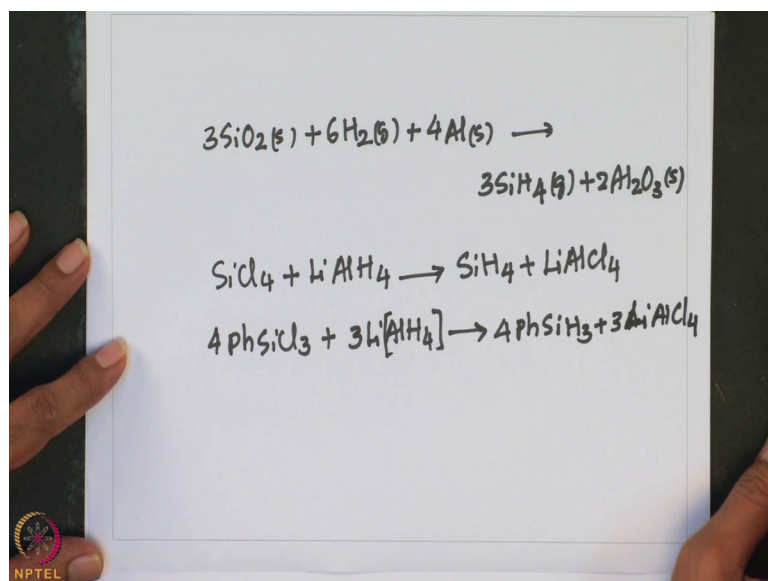 3SiO₂(s) + 6H₂(g) + 4Al(s) ⟶
3SiH₄(g) + 2Al₂O₃(s)
SiCl₄ + LiAlH₄ ⟶ SiH₄ + LiAlCl₄
4PhSiCl₃ + 3Li[AlH₄] ⟶ 4PhSiH₃ + 3LiAlCl₄
NPTEL